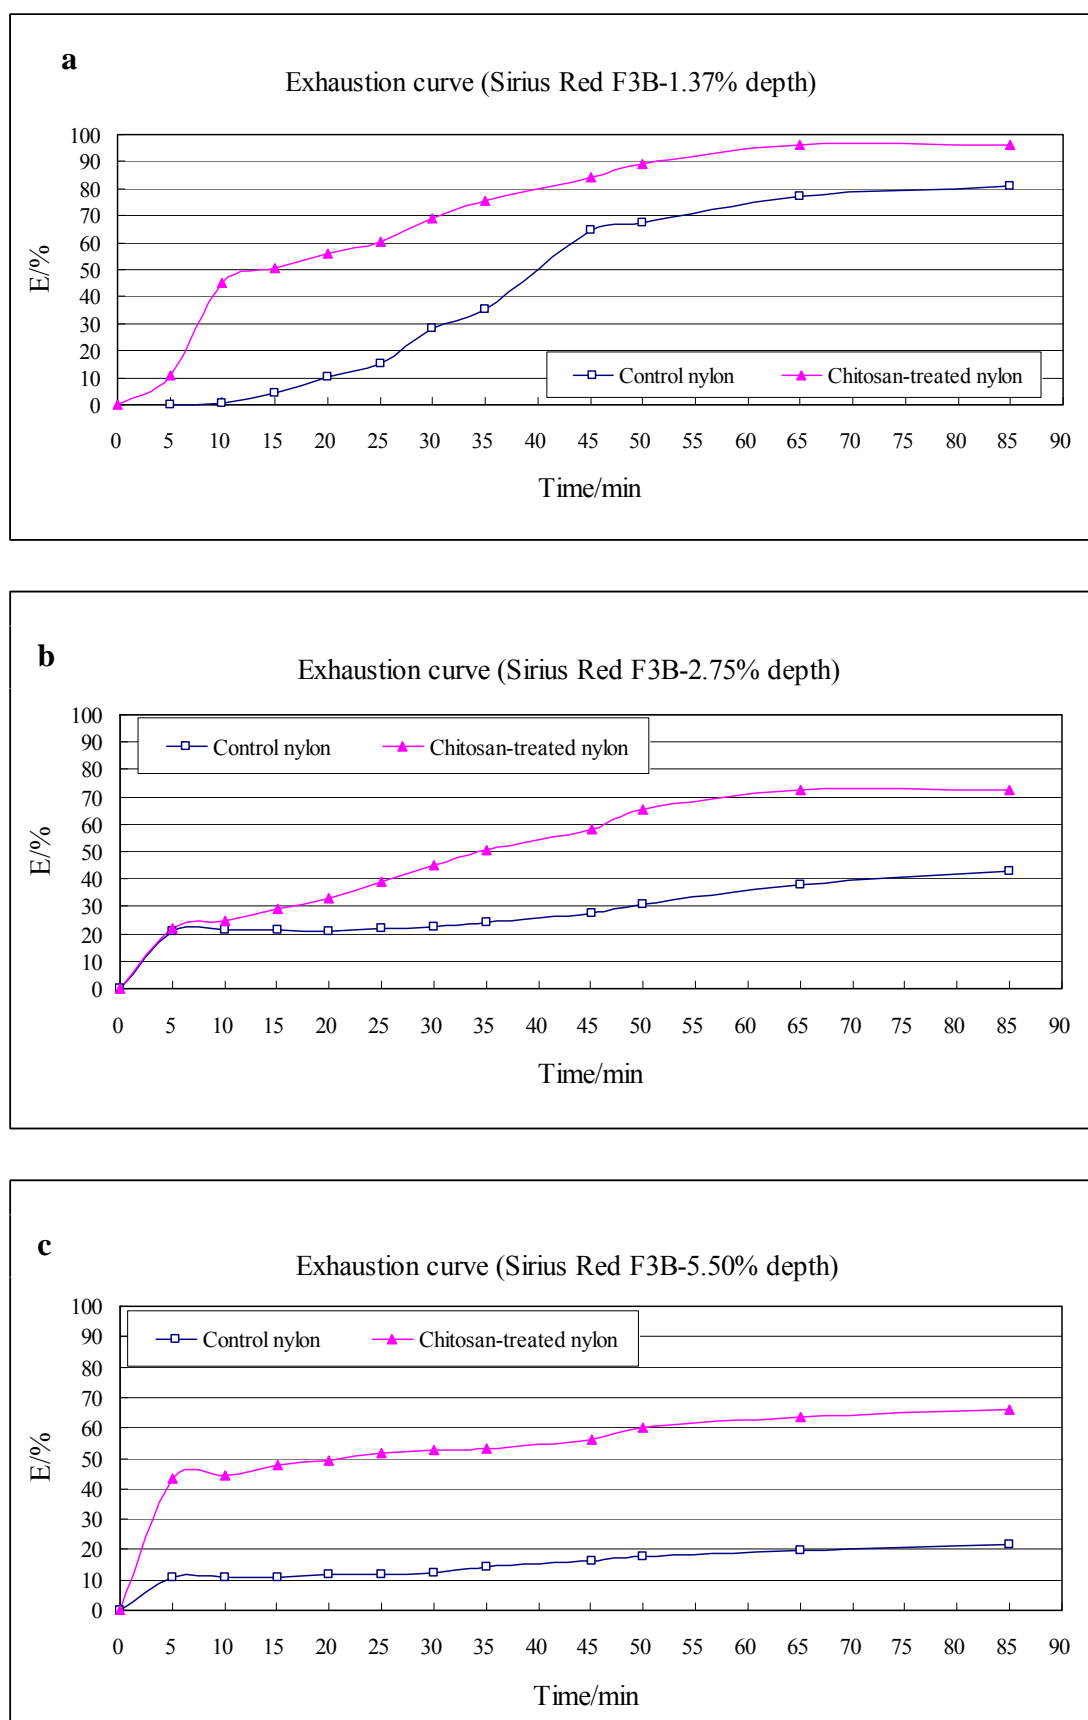 a
Exhaustion curve (Sirius Red F3B-1.37% depth)
100
90
80
70
60
50
40
30
20
10
0
E/%
Control nylon Chitosan-treated nylon
0 5 10 15 20 25 30 35 40 45 50 55 60 65 70 75 80 85 90
Time/min
b
Exhaustion curve (Sirius Red F3B-2.75% depth)
100
90
80
70
60
50
40
30
20
10
0
E/%
Control nylon Chitosan-treated nylon
0 5 10 15 20 25 30 35 40 45 50 55 60 65 70 75 80 85 90
Time/min
c
Exhaustion curve (Sirius Red F3B-5.50% depth)
100
90
80
70
60
50
40
30
20
10
0
E/%
Control nylon Chitosan-treated nylon
0 5 10 15 20 25 30 35 40 45 50 55 60 65 70 75 80 85 90
Time/min